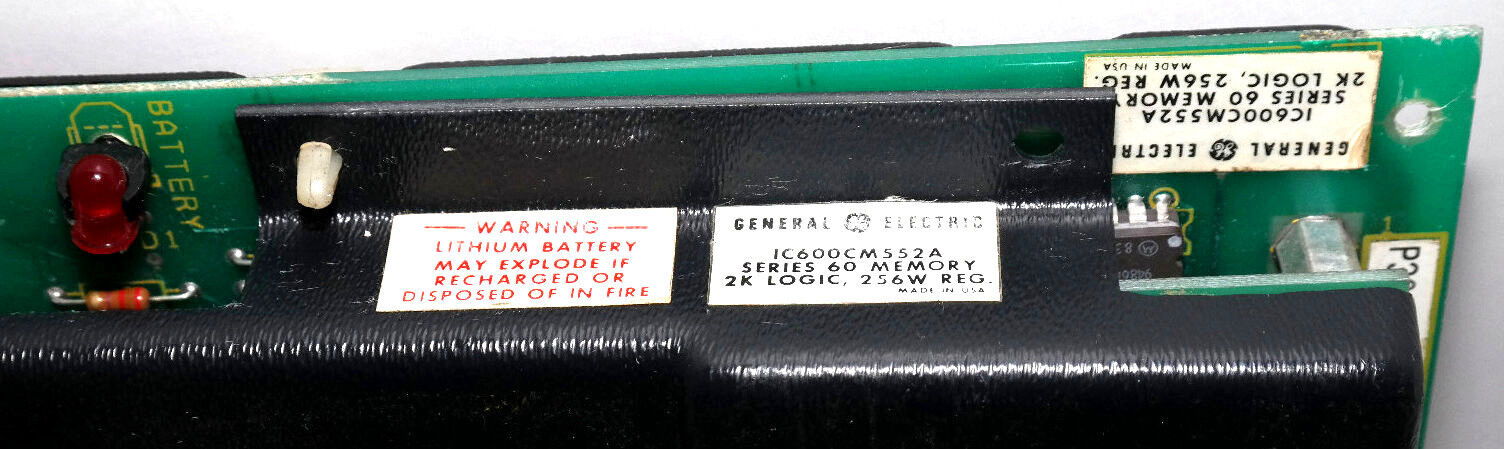 BATTERY
WARNING
LITHIUM BATTERY
MAY EXPLODE IF
RECHARGED OR
DISPOSED OF IN FIRE
GENERAL ELECTRIC
IC600CM552A
SERIES 60 MEMORY
2K LOGIC, 256W REG.
MADE IN USA
GENERAL ELECTRI
IC600CM552A
SERIES 60 MEMORY
2K LOGIC, 256W REG.
MADE IN USA
1